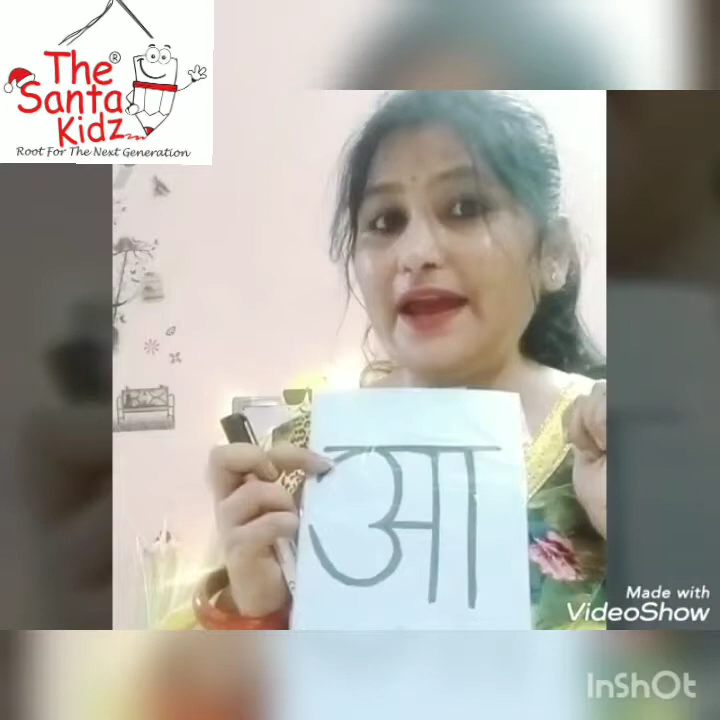 The
Santa
Kidz
®
Root For The Next Generation
आ
Made with
VideoShow
InShOt